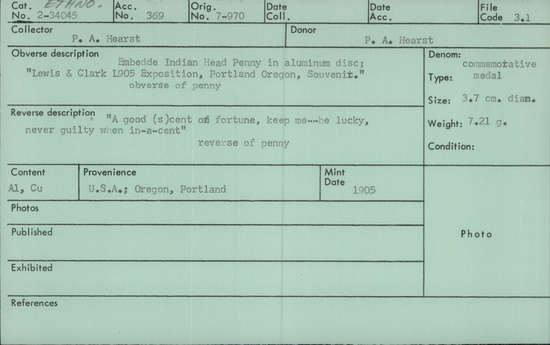 Cat. ETHNO. Acc. Orig. Date Date File
No. 2-34045 No. 369 No. 7-970 Coll. Acc. Code 3.1
Collector Donor
P. A. Hearst P. A. Hearst
Obverse description Embedde Indian Head Penny in aluminum disc;
"Lewis & Clark 1905 Exposition, Portland Oregon, Souvenir."
obverse of penny
Denom: commemorative
Type: medal
Size: 3.7 cm. diam.
Weight: 7.21 g.
Condition:
Reverse description "A good (s)cent of fortune, keep me--be lucky,
never guilty when in-a-cent"
reverse of penny
Content Provenience Mint
Date
Al, Cu U.S.A.; Oregon, Portland 1905
Photos
Published
Photo
Exhibited
References